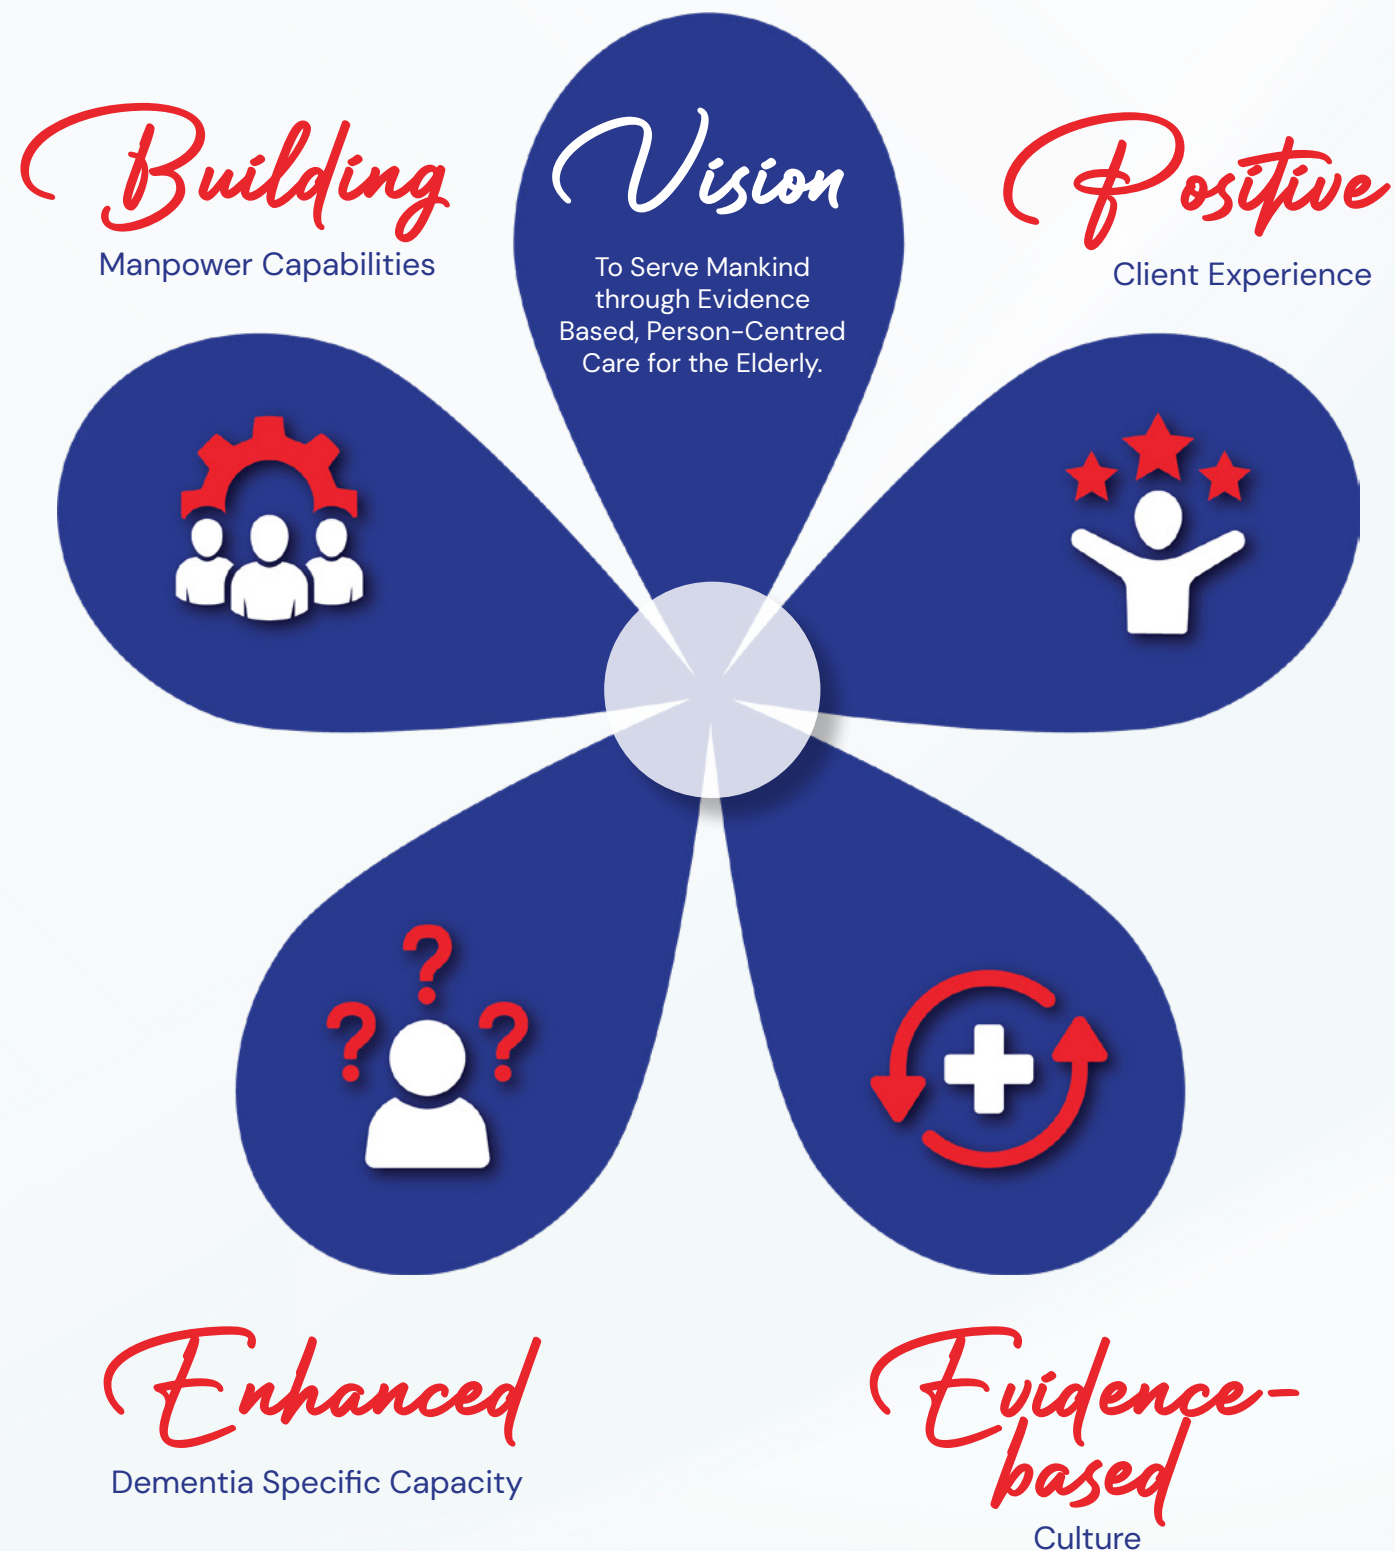 Building
Manpower Capabilities
Vision
To Serve Mankind
through Evidence
Based, Person-Centred
Care for the Elderly.
Positive
Client Experience
? ? ?
Enhanced
Dementia Specific Capacity
Evidence-
based
Culture